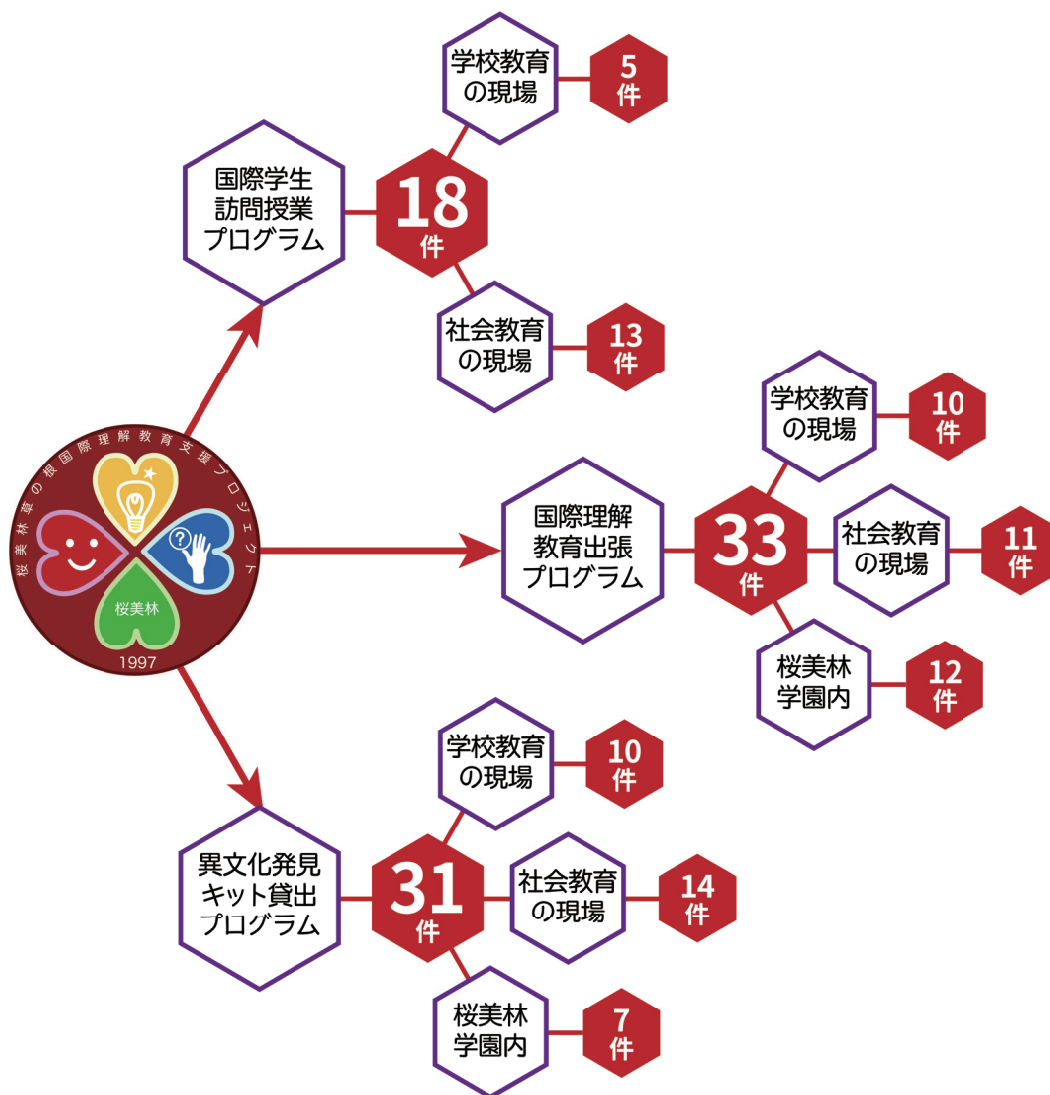 学校教育
の現場
5
件
国際学生
訪問授業
プログラム
18
件
社会教育
の現場
13
件
学校教育
の現場
10
件
国際理解
教育出張
プログラム
33
件
社会教育
の現場
11
件
桜美林
学園内
12
件
桜美林草の根国際理解教育支援プロジェクト
?
桜美林
1997
学校教育
の現場
10
件
異文化発見
キット貸出
プログラム
31
件
社会教育
の現場
14
件
桜美林
学園内
7
件